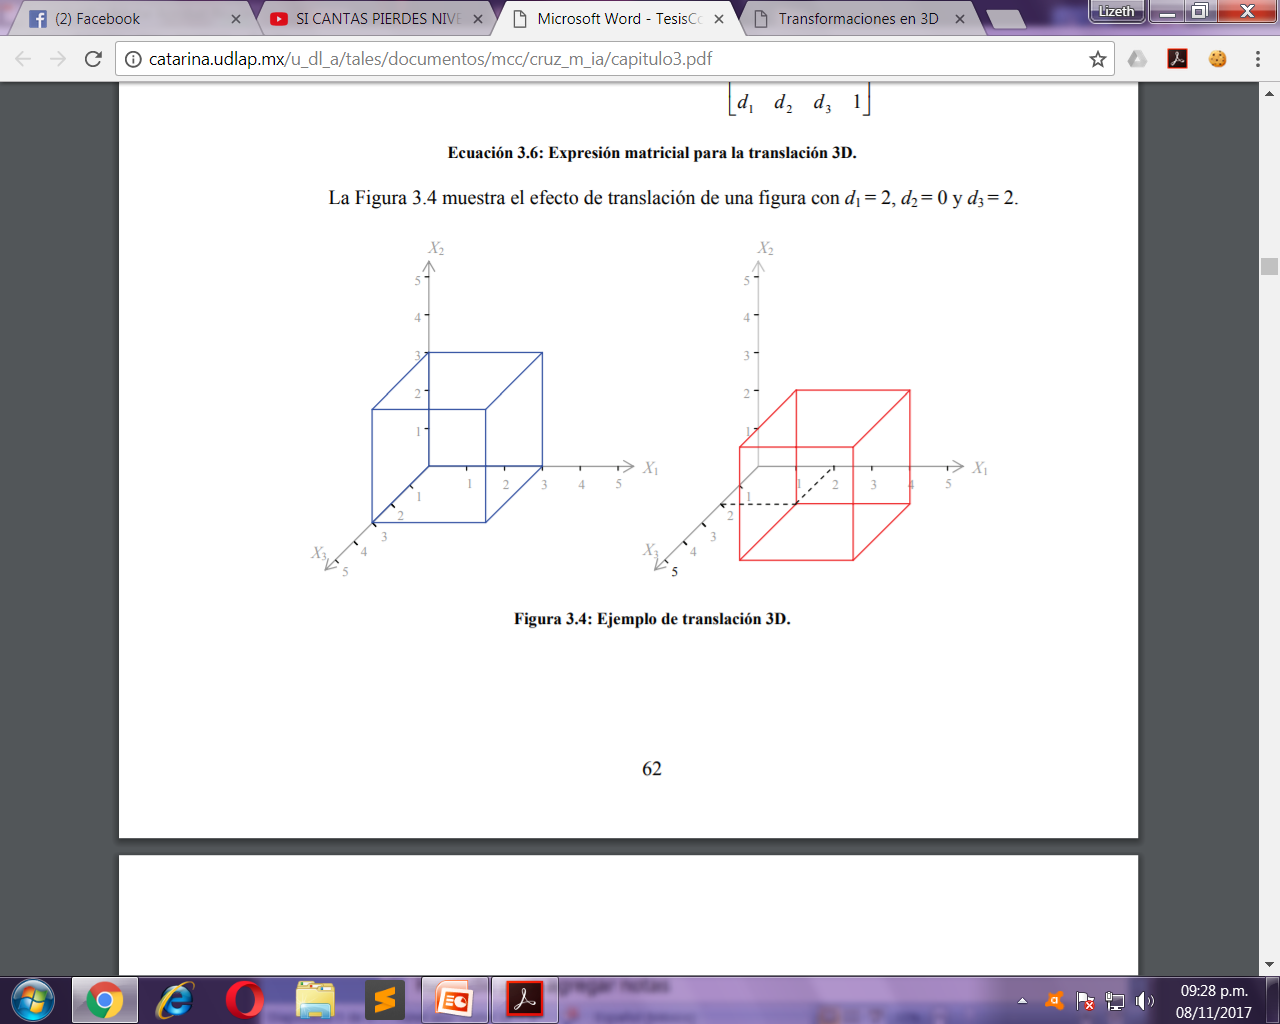 (2) Facebook
SI CANTAS PIERDES NIVE
Microsoft Word - TesisCo
Transformaciones en 3D
Lizeth
catarina.udlap.mx/u_dl_a/tales/documentos/mcc/cruz_m_ia/capitulo3.pdf
d1 d2 d3 1
Ecuación 3.6: Expresión matricial para la translación 3D.
La Figura 3.4 muestra el efecto de translación de una figura con d1 = 2, d2 = 0 y d3 = 2.
X2
5
4
3
2
1
X1
1 2 3 4 5
1
2
3
4
5
X3
X2
5
4
3
2
1
X1
1 2 3 4 5
1
2
3
4
5
X3
Figura 3.4: Ejemplo de translación 3D.
62
agregar notas
09:28 p.m.
08/11/2017